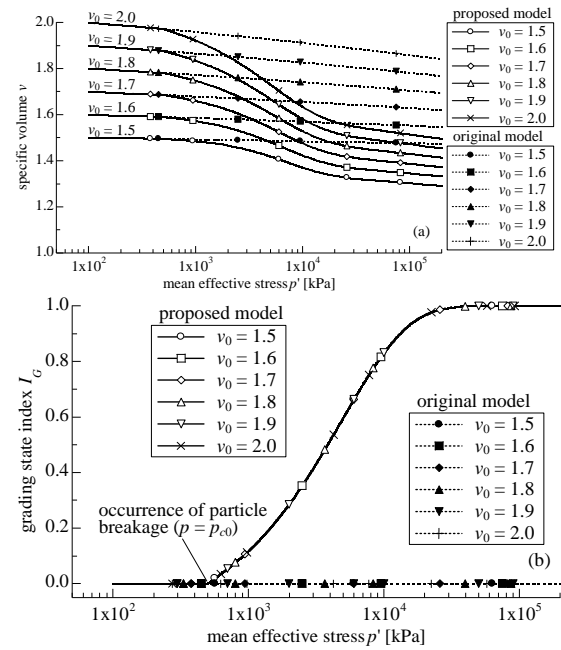 proposed model
v0 = 1.5
v0 = 1.6
v0 = 1.7
v0 = 1.8
v0 = 1.9
v0 = 2.0
original model
v0 = 1.5
v0 = 1.6
v0 = 1.7
v0 = 1.8
v0 = 1.9
v0 = 2.0
2.0
1.8
1.6
1.4
1.2
1.0
specific volume v
v0 = 2.0
v0 = 1.9
v0 = 1.8
v0 = 1.7
v0 = 1.6
v0 = 1.5
(a)
1x10²
1x10³
1x10⁴
1x10⁵
mean effective stress p' [kPa]
1.0
0.8
0.6
0.4
0.2
0.0
grading state index IG
proposed model
v0 = 1.5
v0 = 1.6
v0 = 1.7
v0 = 1.8
v0 = 1.9
v0 = 2.0
original model
v0 = 1.5
v0 = 1.6
v0 = 1.7
v0 = 1.8
v0 = 1.9
v0 = 2.0
occurrence of particle
breakage (p = pc0)
(b)
1x10²
1x10³
1x10⁴
1x10⁵
mean effective stress p' [kPa]